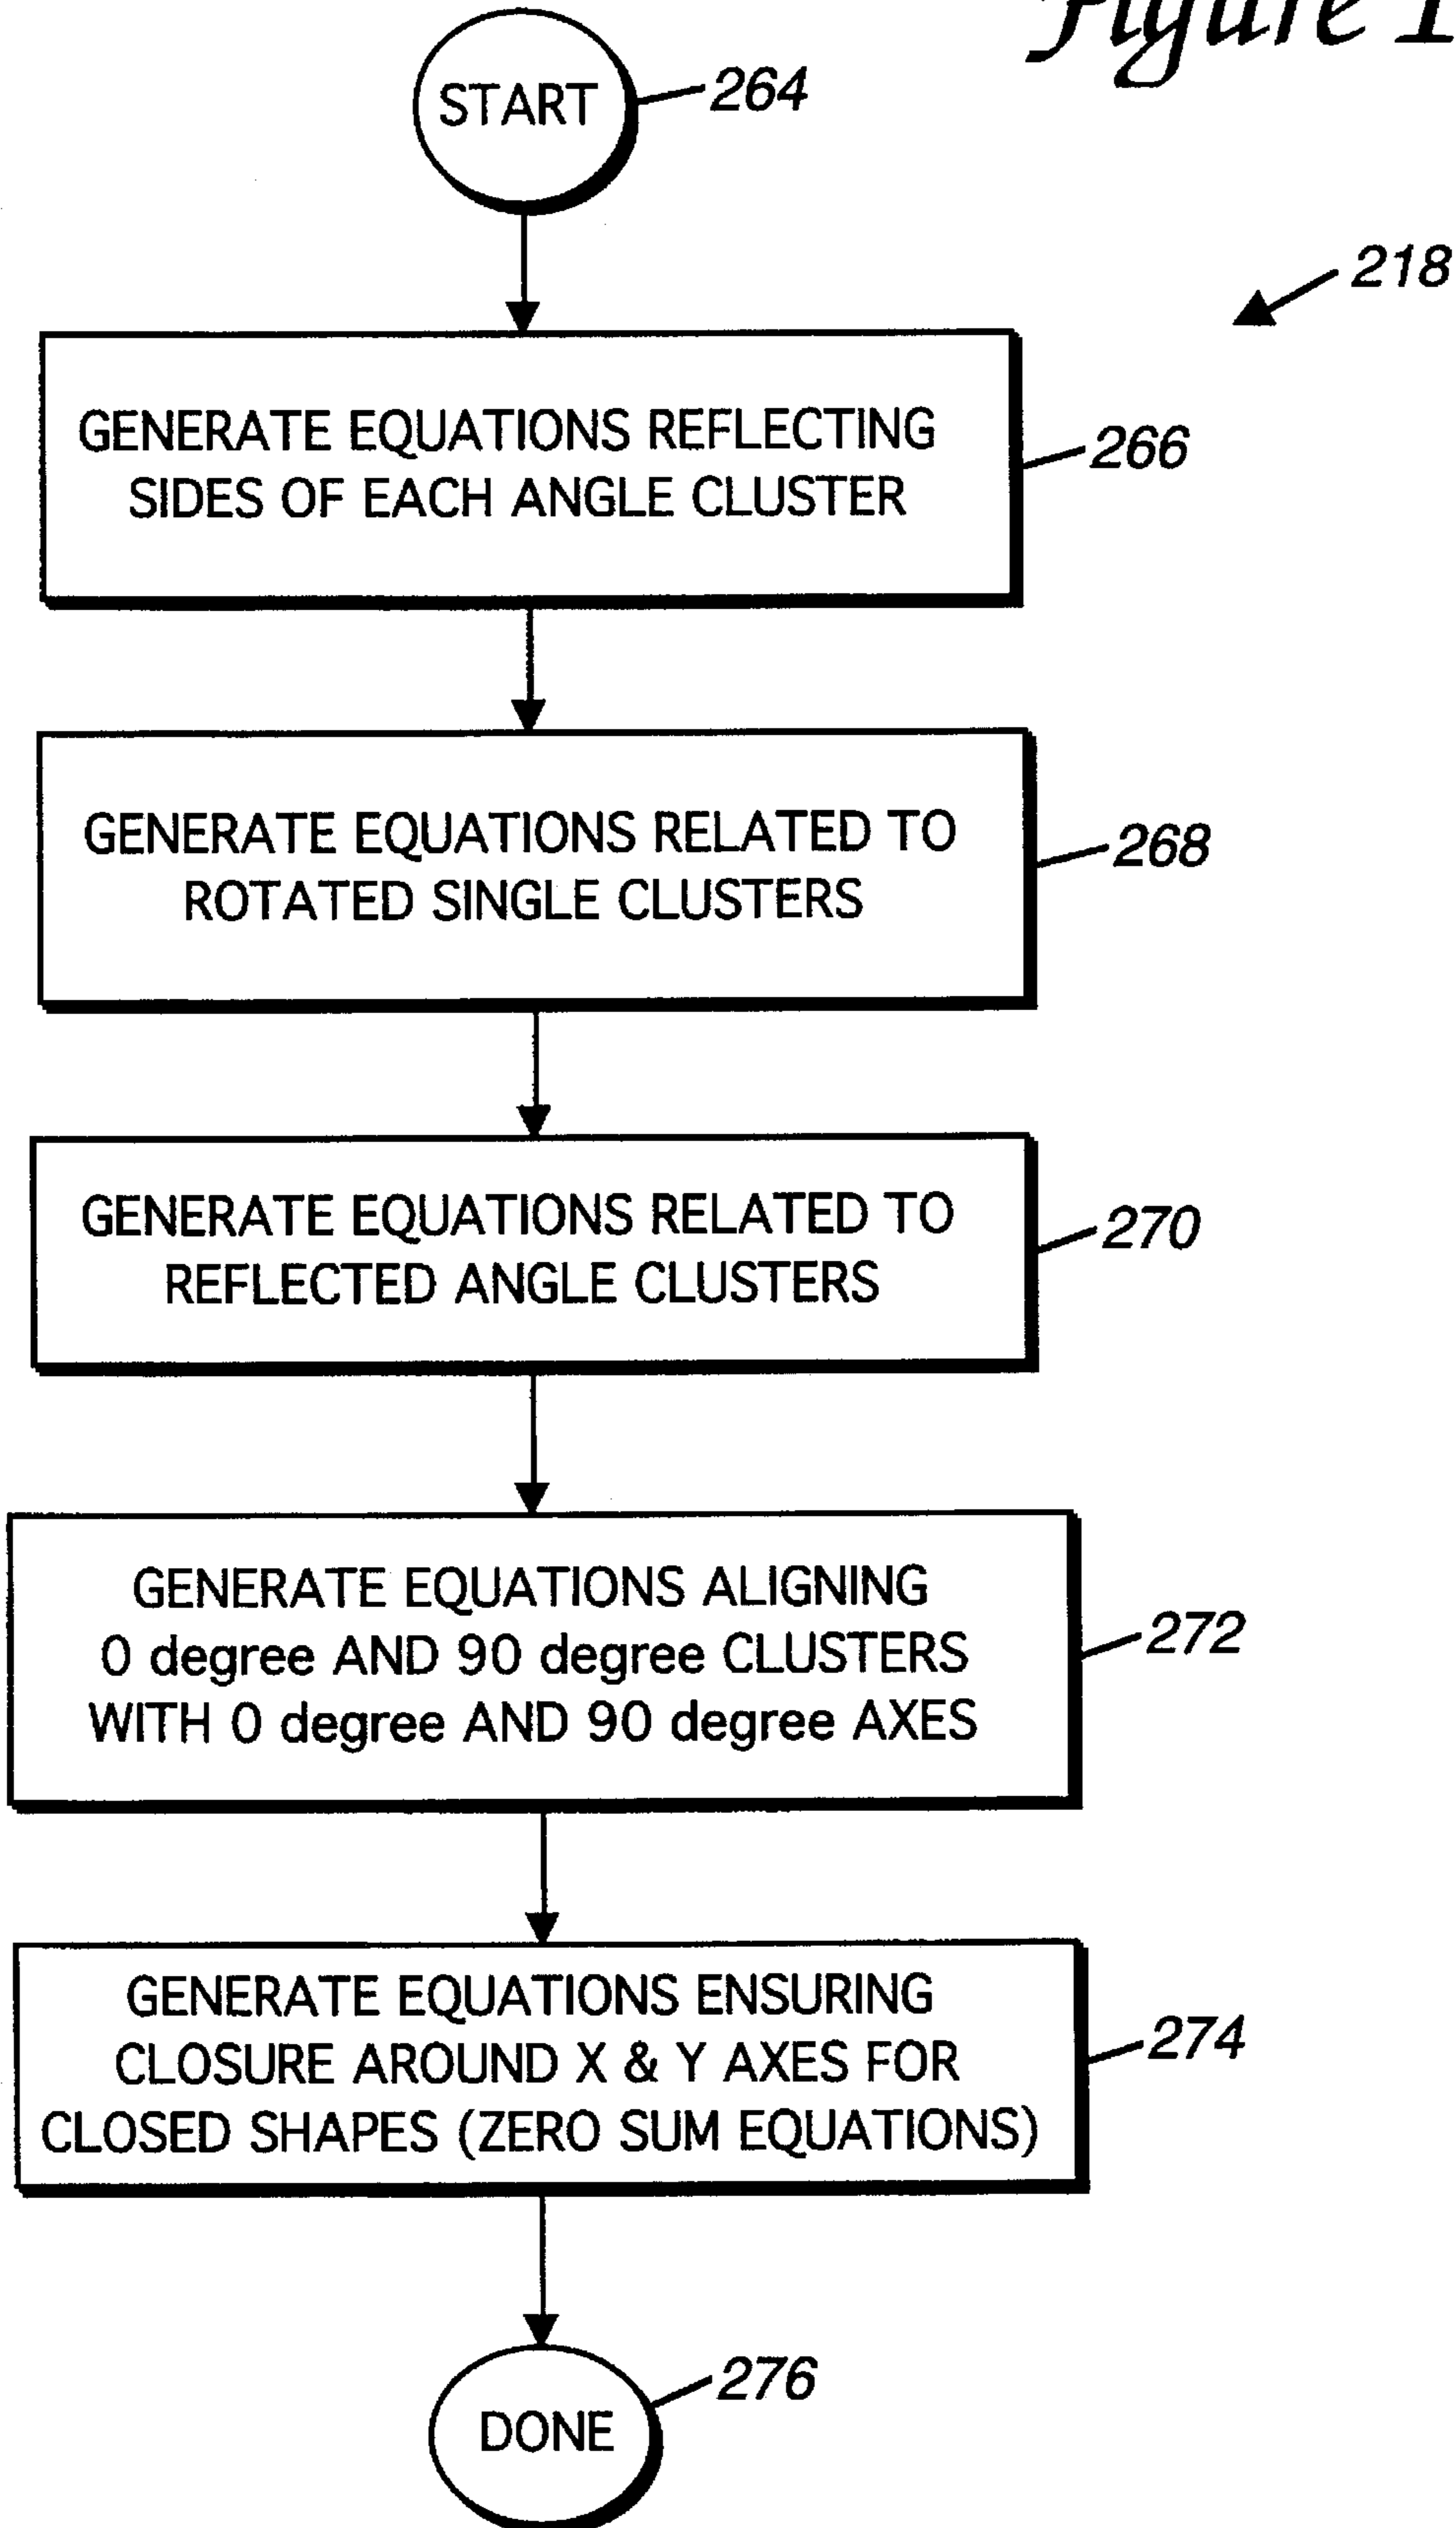 Figure 1
START
264
218
GENERATE EQUATIONS REFLECTING
SIDES OF EACH ANGLE CLUSTER
266
GENERATE EQUATIONS RELATED TO
ROTATED SINGLE CLUSTERS
268
GENERATE EQUATIONS RELATED TO
REFLECTED ANGLE CLUSTERS
270
GENERATE EQUATIONS ALIGNING
0 degree AND 90 degree CLUSTERS
WITH 0 degree AND 90 degree AXES
272
GENERATE EQUATIONS ENSURING
CLOSURE AROUND X & Y AXES FOR
CLOSED SHAPES (ZERO SUM EQUATIONS)
274
DONE
276